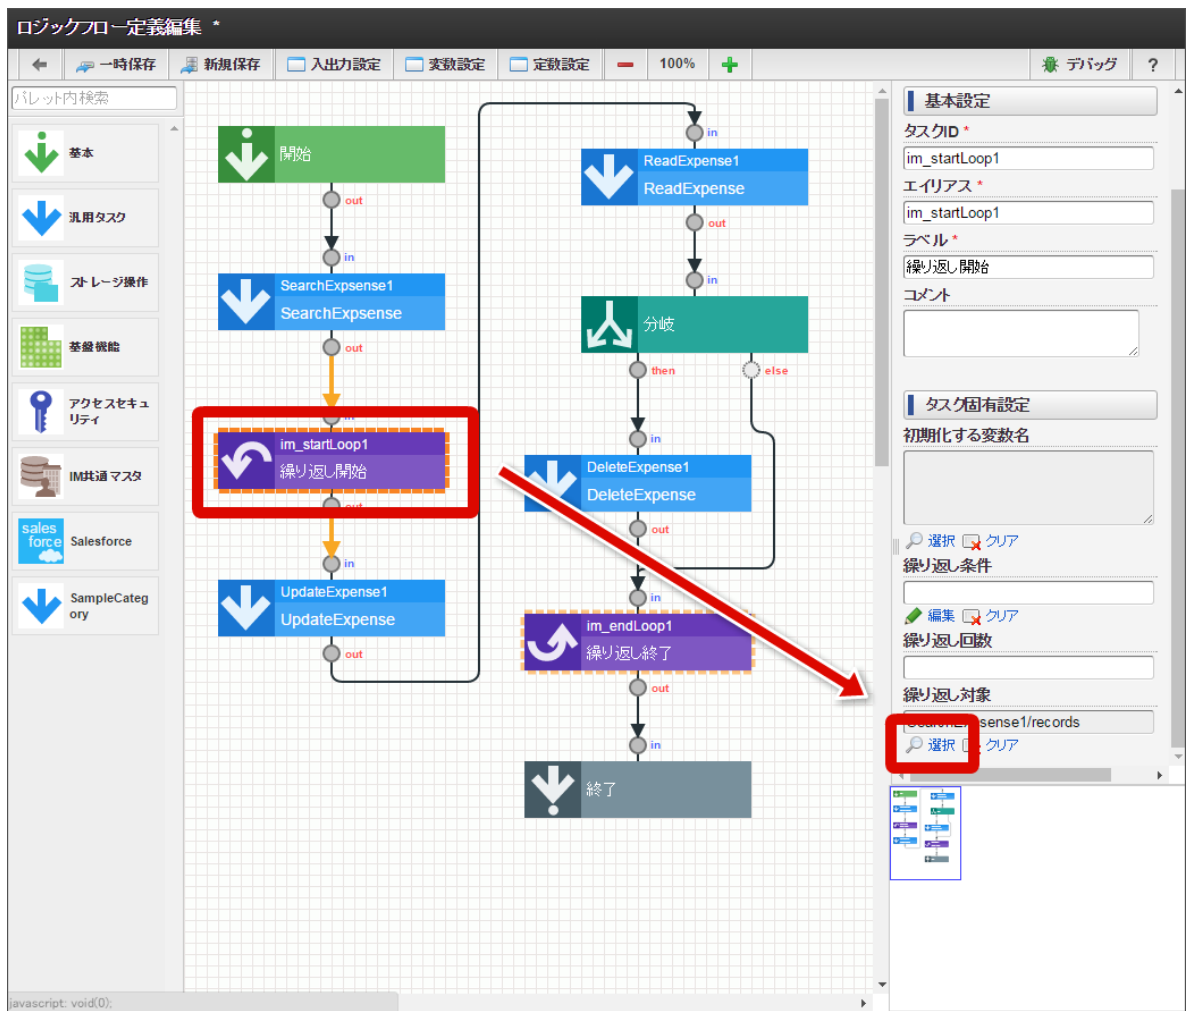 ロジックフロー定義編集 *
一時保存
新規保存
入出力設定
変数設定
定数設定
100%
デバッグ
?
パレット内検索
基本
汎用タスク
ストレージ操作
基盤機能
アクセスセキュ
リティ
IM共通マスタ
sales
force
Salesforce
SampleCateg
ory
開始
out
in
SearchExpsense1
SearchExpsense
out
in
im_startLoop1
繰り返し開始
out
in
UpdateExpense1
UpdateExpense
out
in
ReadExpense1
ReadExpense
out
in
分岐
then
else
in
DeleteExpense1
DeleteExpense
out
in
im_endLoop1
繰り返し終了
out
in
終了
基本設定
タスクID *
im_startLoop1
エイリアス *
im_startLoop1
ラベル *
繰り返し開始
コメント
タスク固有設定
初期化する変数名
選択 クリア
繰り返し条件
編集 クリア
繰り返し回数
繰り返し対象
sense1/records
選択 クリア
javascript: void(0);